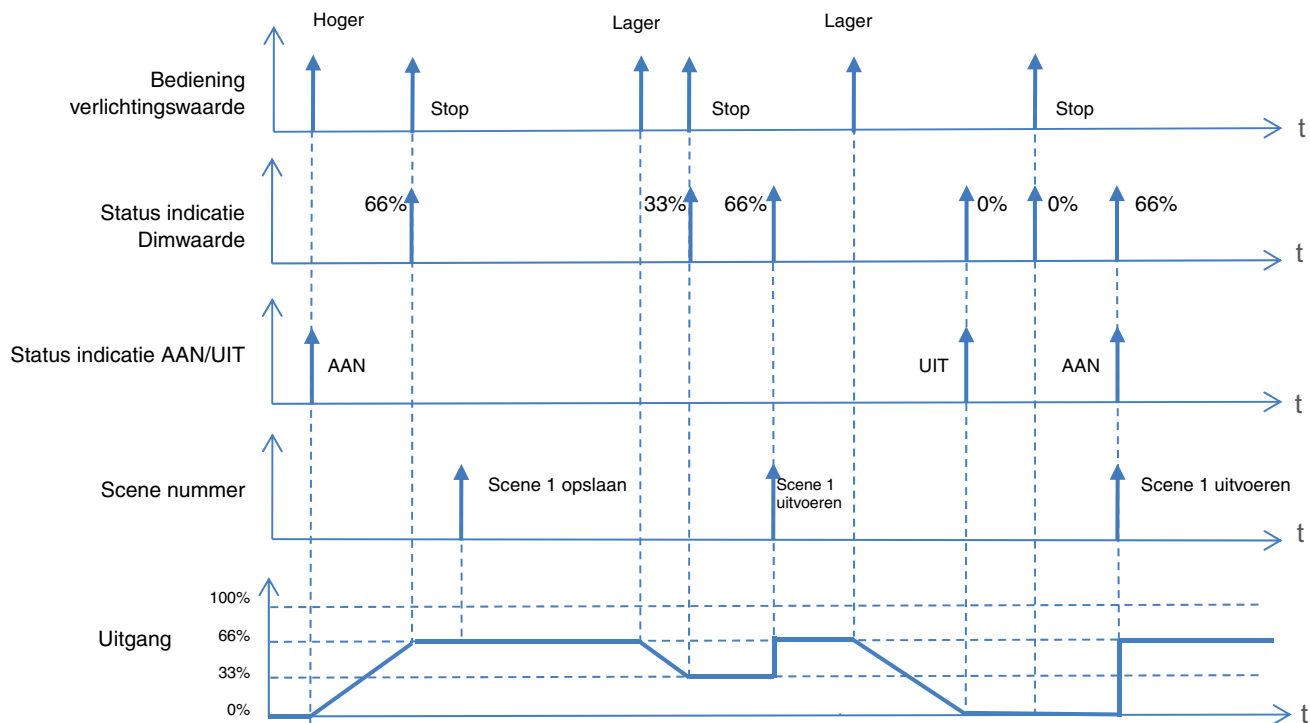 Hoger
Lager
Lager
Bediening
verlichtingswaarde
Stop
Stop
Stop
t
Status indicatie
Dimwaarde
66%
33%
66%
0%
0%
66%
t
Status indicatie AAN/UIT
AAN
UIT
AAN
t
Scene nummer
Scene 1 opslaan
Scene 1
uitvoeren
Scene 1 uitvoeren
t
Uitgang
100%
66%
33%
0%
t